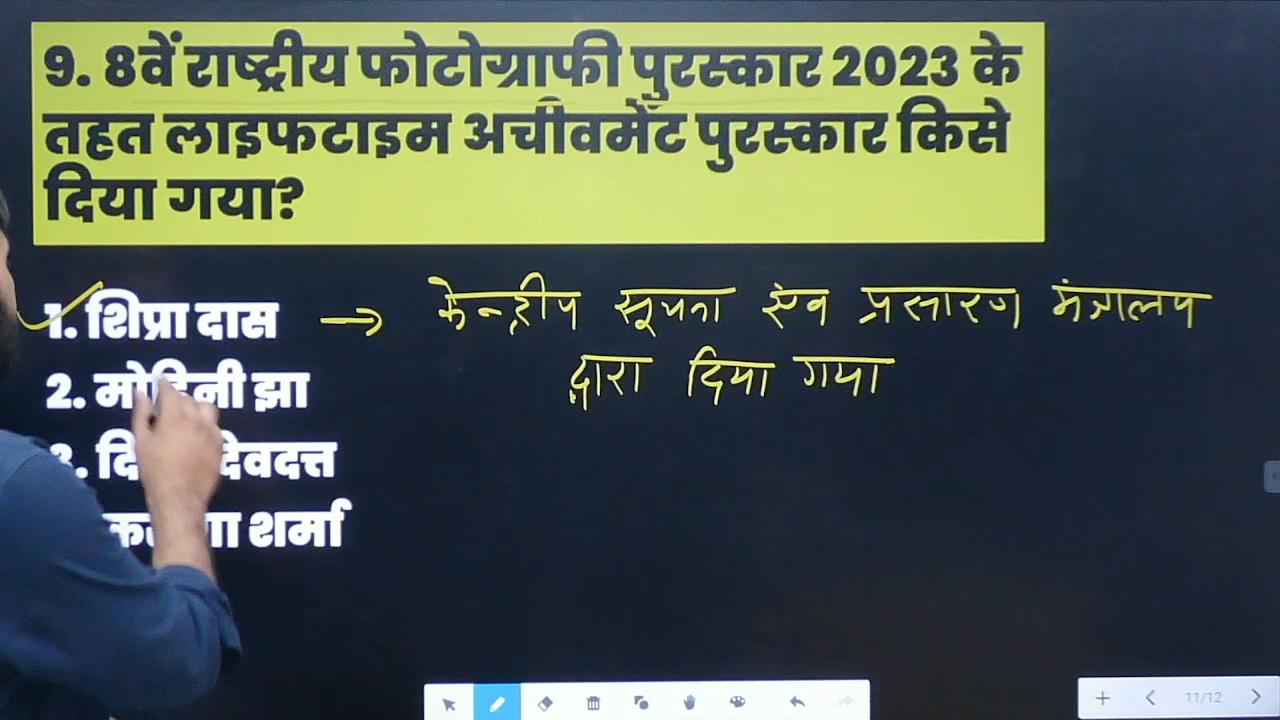 9. 8वें राष्ट्रीय फोटोग्राफी पुरस्कार 2023 के
तहत लाइफटाइम अचीवमेंट पुरस्कार किसे
दिया गया?
1. शिप्रा दास → केन्द्रीय सूचना एंव प्रसारण मंत्रालय
द्वारा दिया गया
2. झा
3. देवदत्त
शर्मा
11/12